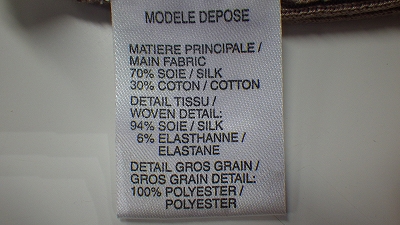 MODELE DEPOSE
MATIERE PRINCIPALE /
MAIN FABRIC
70% SOIE / SILK
30% COTON / COTTON
DETAIL TISSU /
WOVEN DETAIL:
94% SOIE / SILK
6% ELASTHANNE /
ELASTANE
DETAIL GROS GRAIN /
GROS GRAIN DETAIL:
100% POLYESTER /
POLYESTER